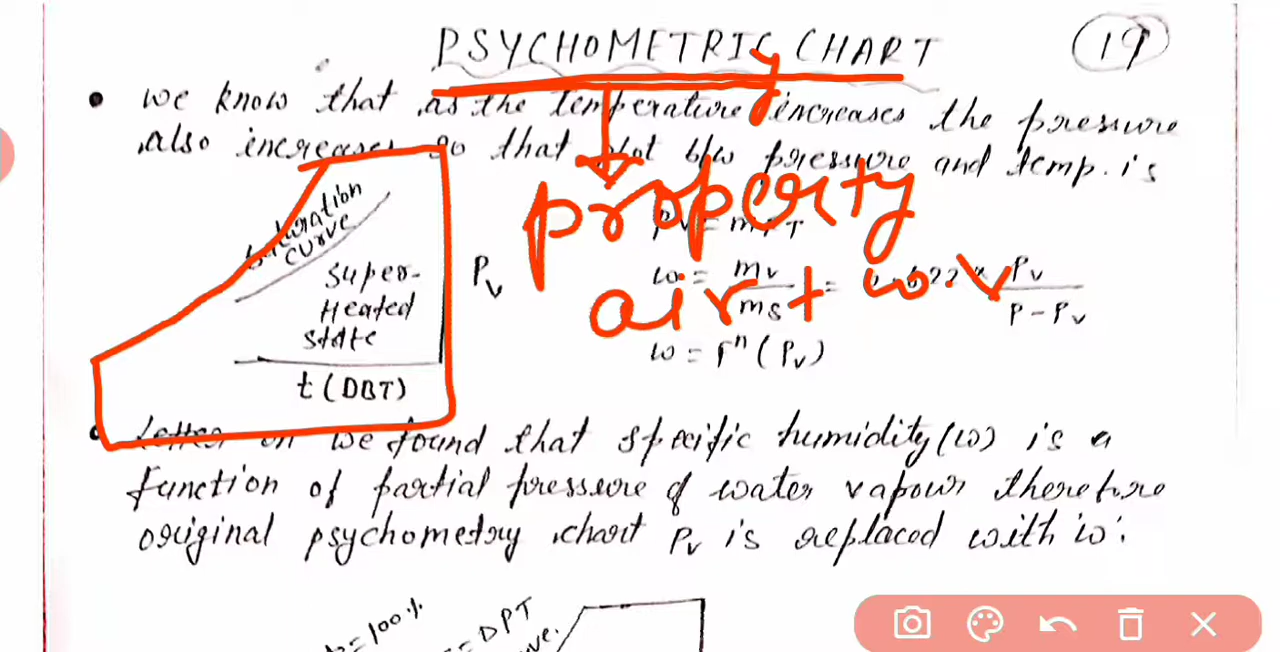 PSYCHOMETRIC CHART
19
• we know that as the temperature increases the pressure
also increases so that plot b/w pressure and temp. is
property
air + w v
saturation
curve
super-
Heated
state
t (DBT)
Pv
Pv = mRT
ω = mv/ms = 0.622 * Pv/P-Pv
ω = fⁿ (Pv)
• Letter on we found that specific humidity (ω) is a
function of partial pressure of water vapour therefore
original psychometry chart Pv is replaced with ω.
=100%
= DPT